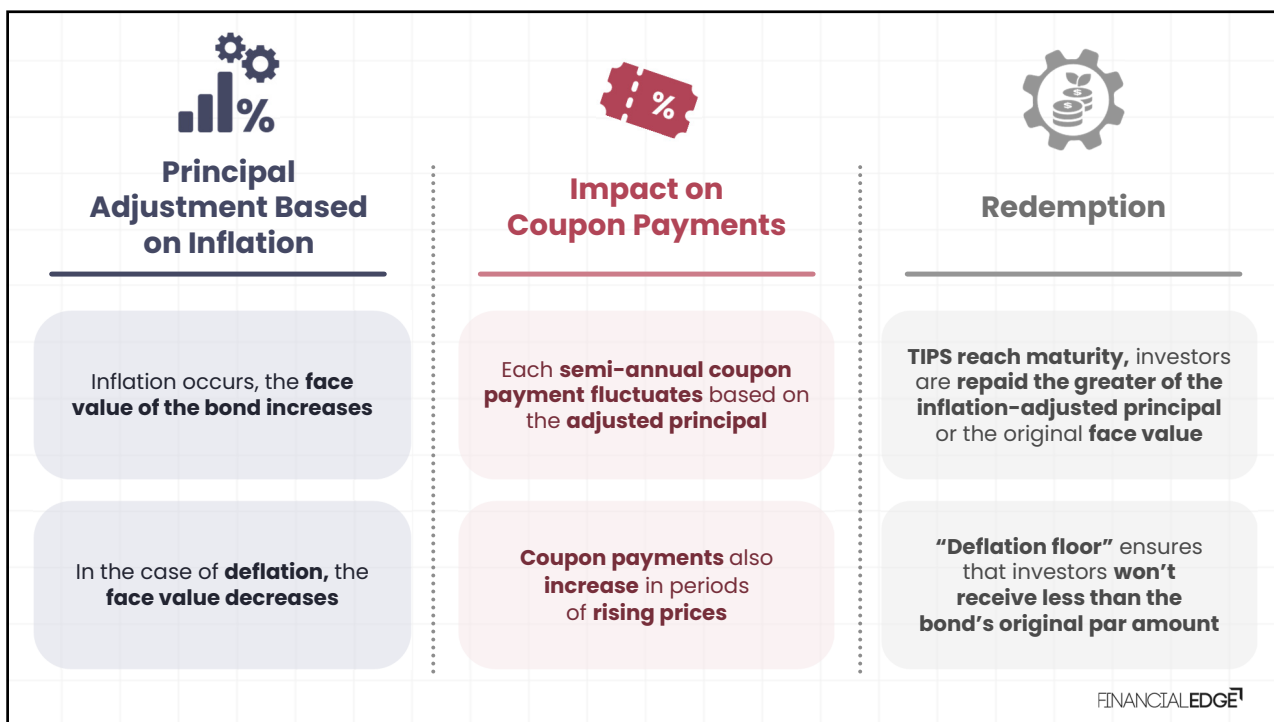 %
%
$
$
Principal
Adjustment Based
on Inflation
Inflation occurs, the face
value of the bond increases
In the case of deflation, the
face value decreases
Impact on
Coupon Payments
Each semi-annual coupon
payment fluctuates based on
the adjusted principal
Coupon payments also
increase in periods
of rising prices
Redemption
TIPS reach maturity, investors
are repaid the greater of the
inflation-adjusted principal
or the original face value
“Deflation floor” ensures
that investors won’t
receive less than the
bond’s original par amount
FINANCIALEDGE